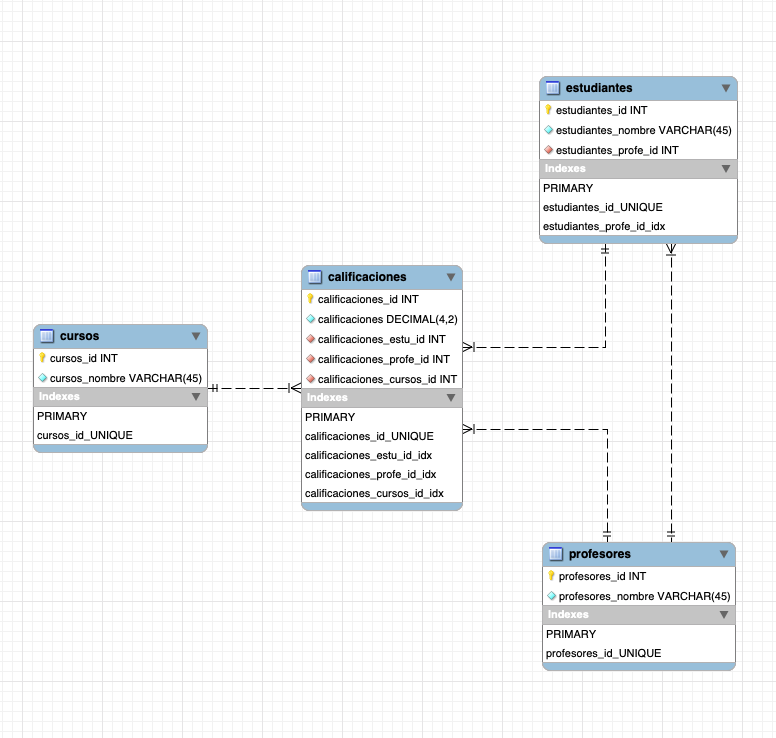 estudiantes
estudiantes_id INT
estudiantes_nombre VARCHAR(45)
estudiantes_profe_id INT
Indexes
PRIMARY
estudiantes_id_UNIQUE
estudiantes_profe_id_idx
calificaciones
calificaciones_id INT
calificaciones DECIMAL(4,2)
calificaciones_estu_id INT
calificaciones_profe_id INT
calificaciones_cursos_id INT
Indexes
PRIMARY
calificaciones_id_UNIQUE
calificaciones_estu_id_idx
calificaciones_profe_id_idx
calificaciones_cursos_id_idx
cursos
cursos_id INT
cursos_nombre VARCHAR(45)
Indexes
PRIMARY
cursos_id_UNIQUE
profesores
profesores_id INT
profesores_nombre VARCHAR(45)
Indexes
PRIMARY
profesores_id_UNIQUE